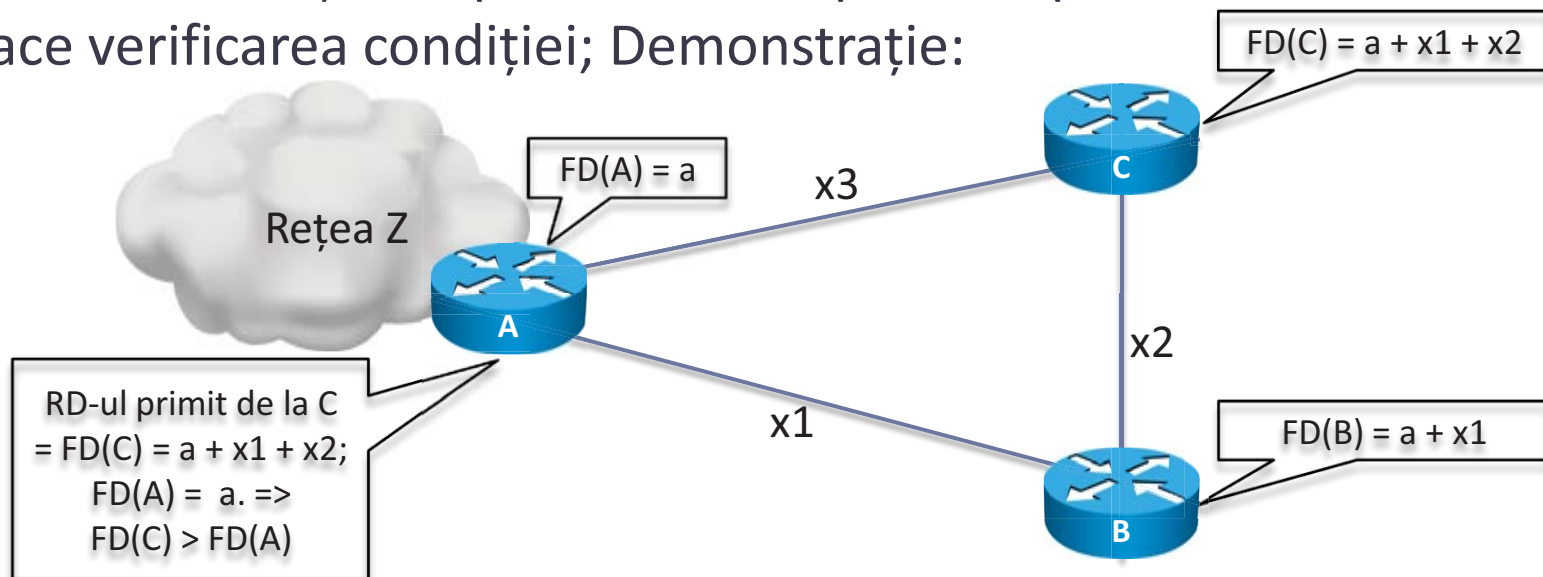 ace verificarea condiției; Demonstrație:
FD(C) = a + x1 + x2
FD(A) = a
x3
C
Rețea Z
A
x2
RD-ul primit de la C
= FD(C) = a + x1 + x2;
FD(A) = a. =>
FD(C) > FD(A)
x1
FD(B) = a + x1
B